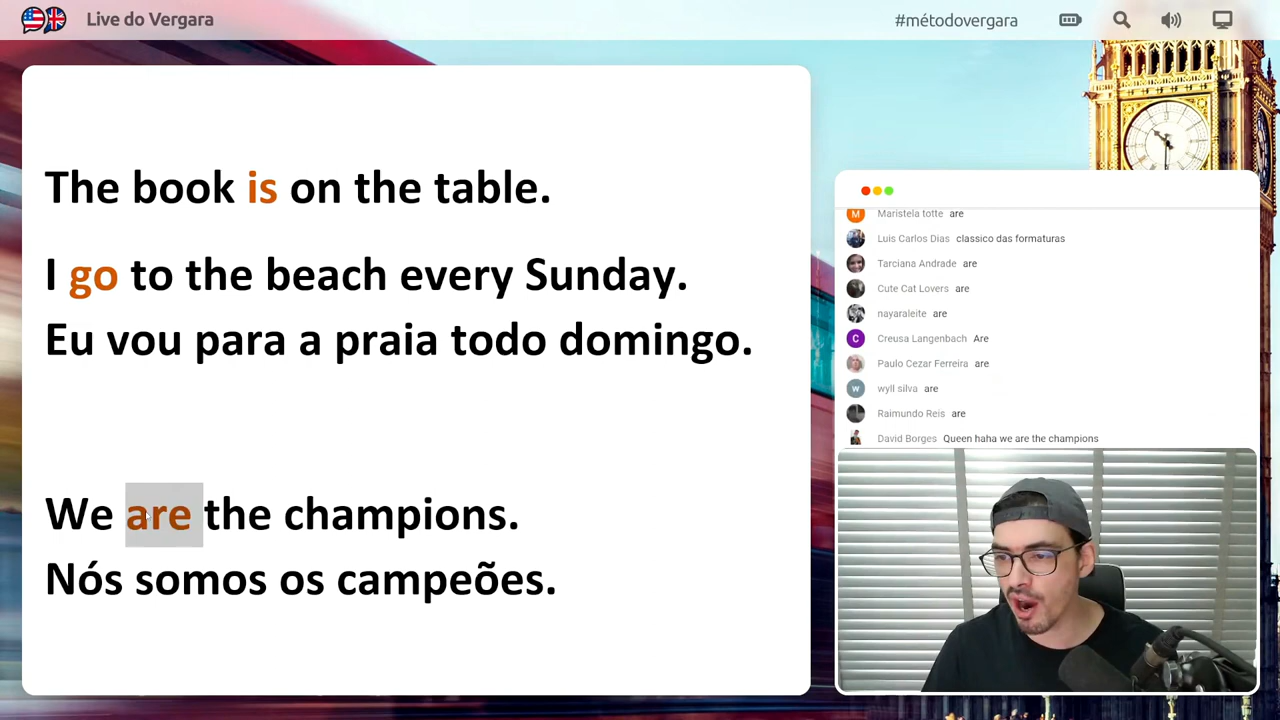 Live do Vergara
#métodovergara
The book is on the table.
I go to the beach every Sunday.
Eu vou para a praia todo domingo.
We are the champions.
Nós somos os campeões.
M Maristela totte are
Luis Carlos Dias classico das formaturas
Tarciana Andrade are
Cute Cat Lovers are
nayaraleite are
C Creusa Langenbach Are
Paulo Cezar Ferreira are
w wyll silva are
Raimundo Reis are
David Borges Queen haha we are the champions